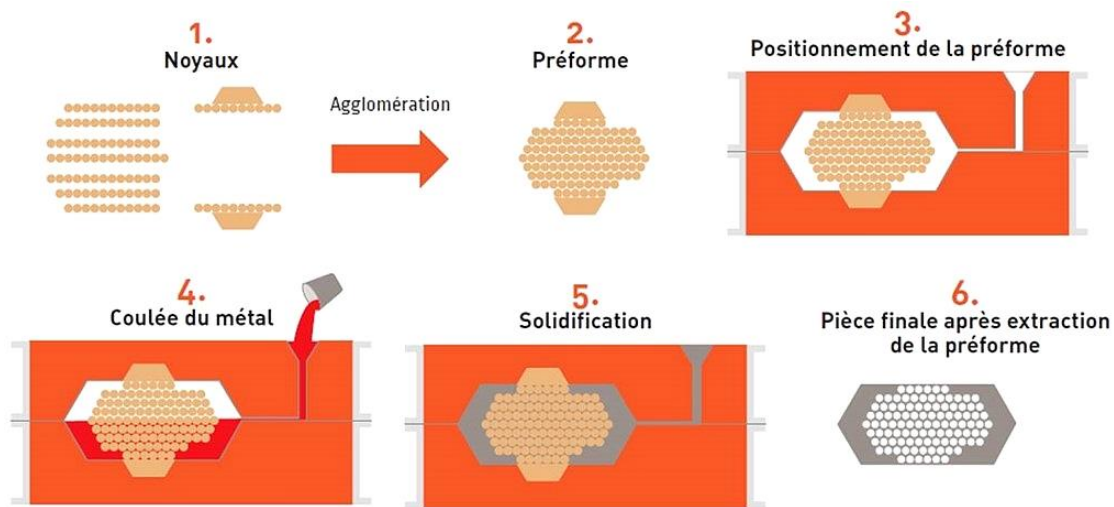 1.
Noyaux
Agglomération
2.
Préforme
3.
Positionnement de la préforme
4.
Coulée du métal
5.
Solidification
6.
Pièce finale après extraction
de la préforme